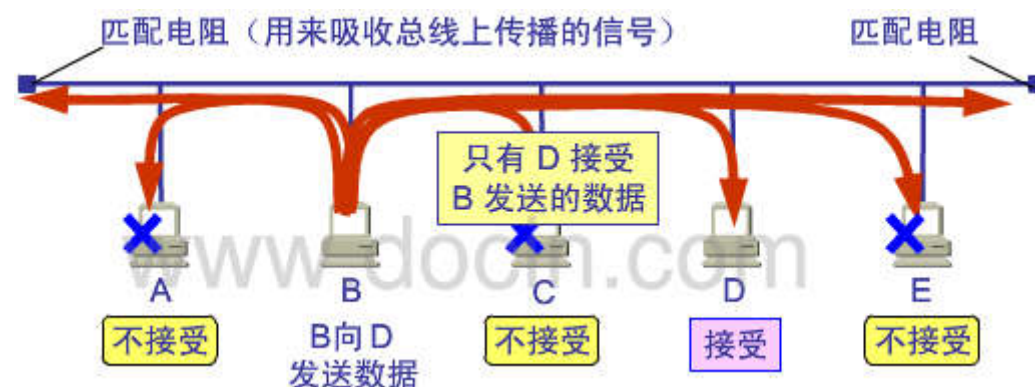 匹配电阻（用来吸收总线上传播的信号）
匹配电阻
只有 D 接受
B 发送的数据
www.docin.com
A
B
C
D
E
不接受
B向 D
发送数据
不接受
接受
不接受